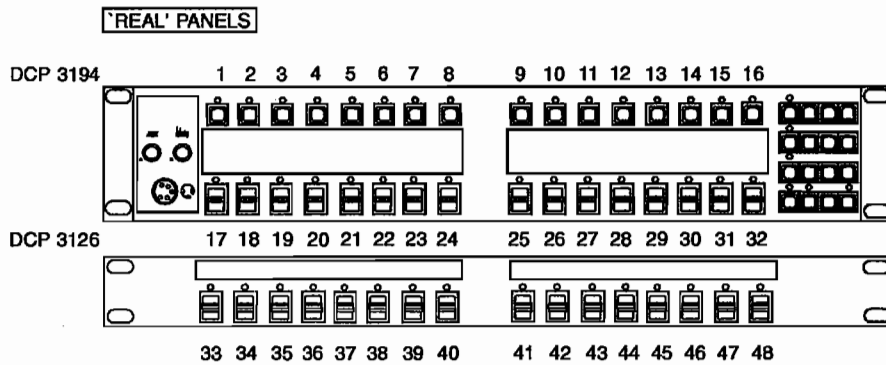 `REAL' PANELS
DCP 3194 1 2 3 4 5 6 7 8 9 10 11 12 13 14 15 16
DCP 3126 17 18 19 20 21 22 23 24 25 26 27 28 29 30 31 32
33 34 35 36 37 38 39 40 41 42 43 44 45 46 47 48